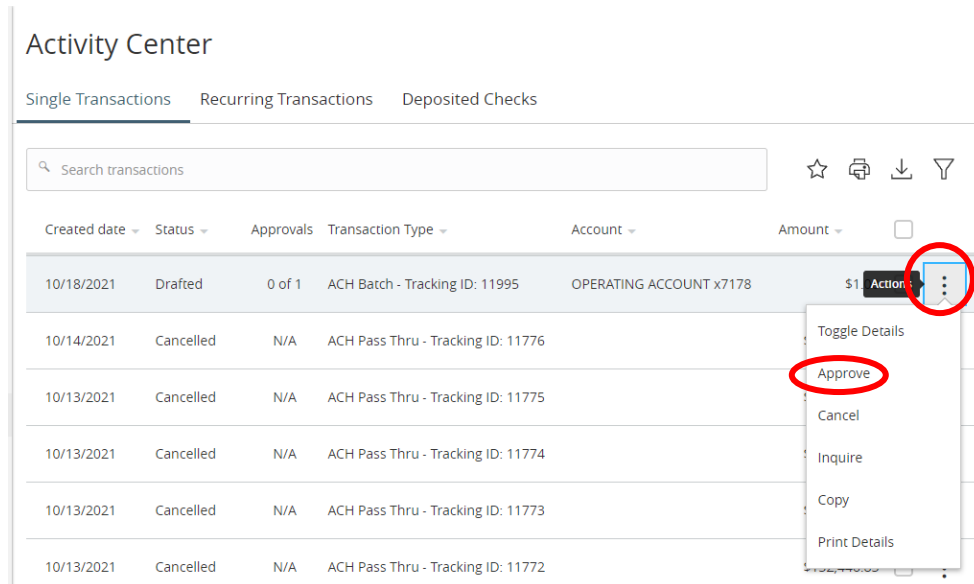 Activity Center
Single Transactions Recurring Transactions Deposited Checks
Search transactions
Created date Status Approvals Transaction Type Account Amount
10/18/2021 Drafted 0 of 1 ACH Batch - Tracking ID: 11995 OPERATING ACCOUNT x7178 $1. Actions
Toggle Details
10/14/2021 Cancelled N/A ACH Pass Thru - Tracking ID: 11776
Approve
10/13/2021 Cancelled N/A ACH Pass Thru - Tracking ID: 11775
Cancel
10/13/2021 Cancelled N/A ACH Pass Thru - Tracking ID: 11774
Inquire
Copy
10/13/2021 Cancelled N/A ACH Pass Thru - Tracking ID: 11773
Print Details
10/13/2021 Cancelled N/A ACH Pass Thru - Tracking ID: 11772